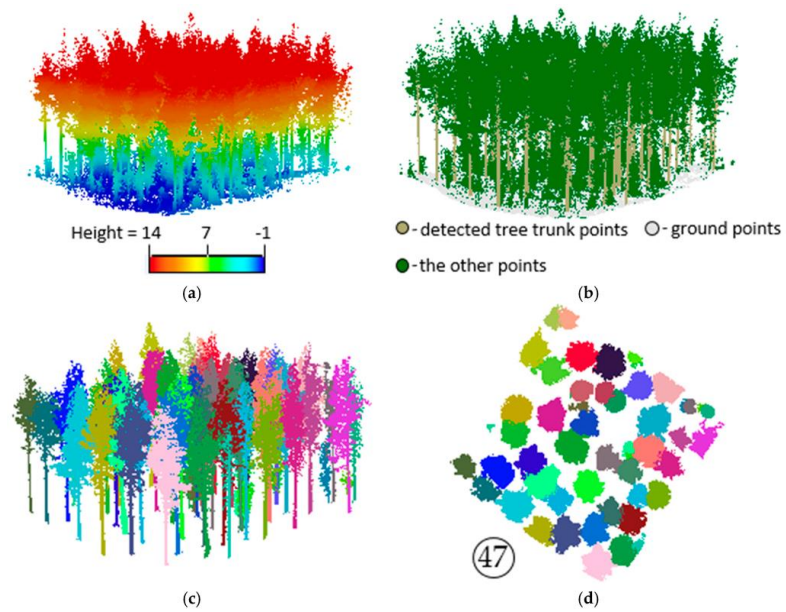 Height = 14 7 -1
- detected tree trunk points - ground points
- the other points
(a)
(b)
47
(c)
(d)